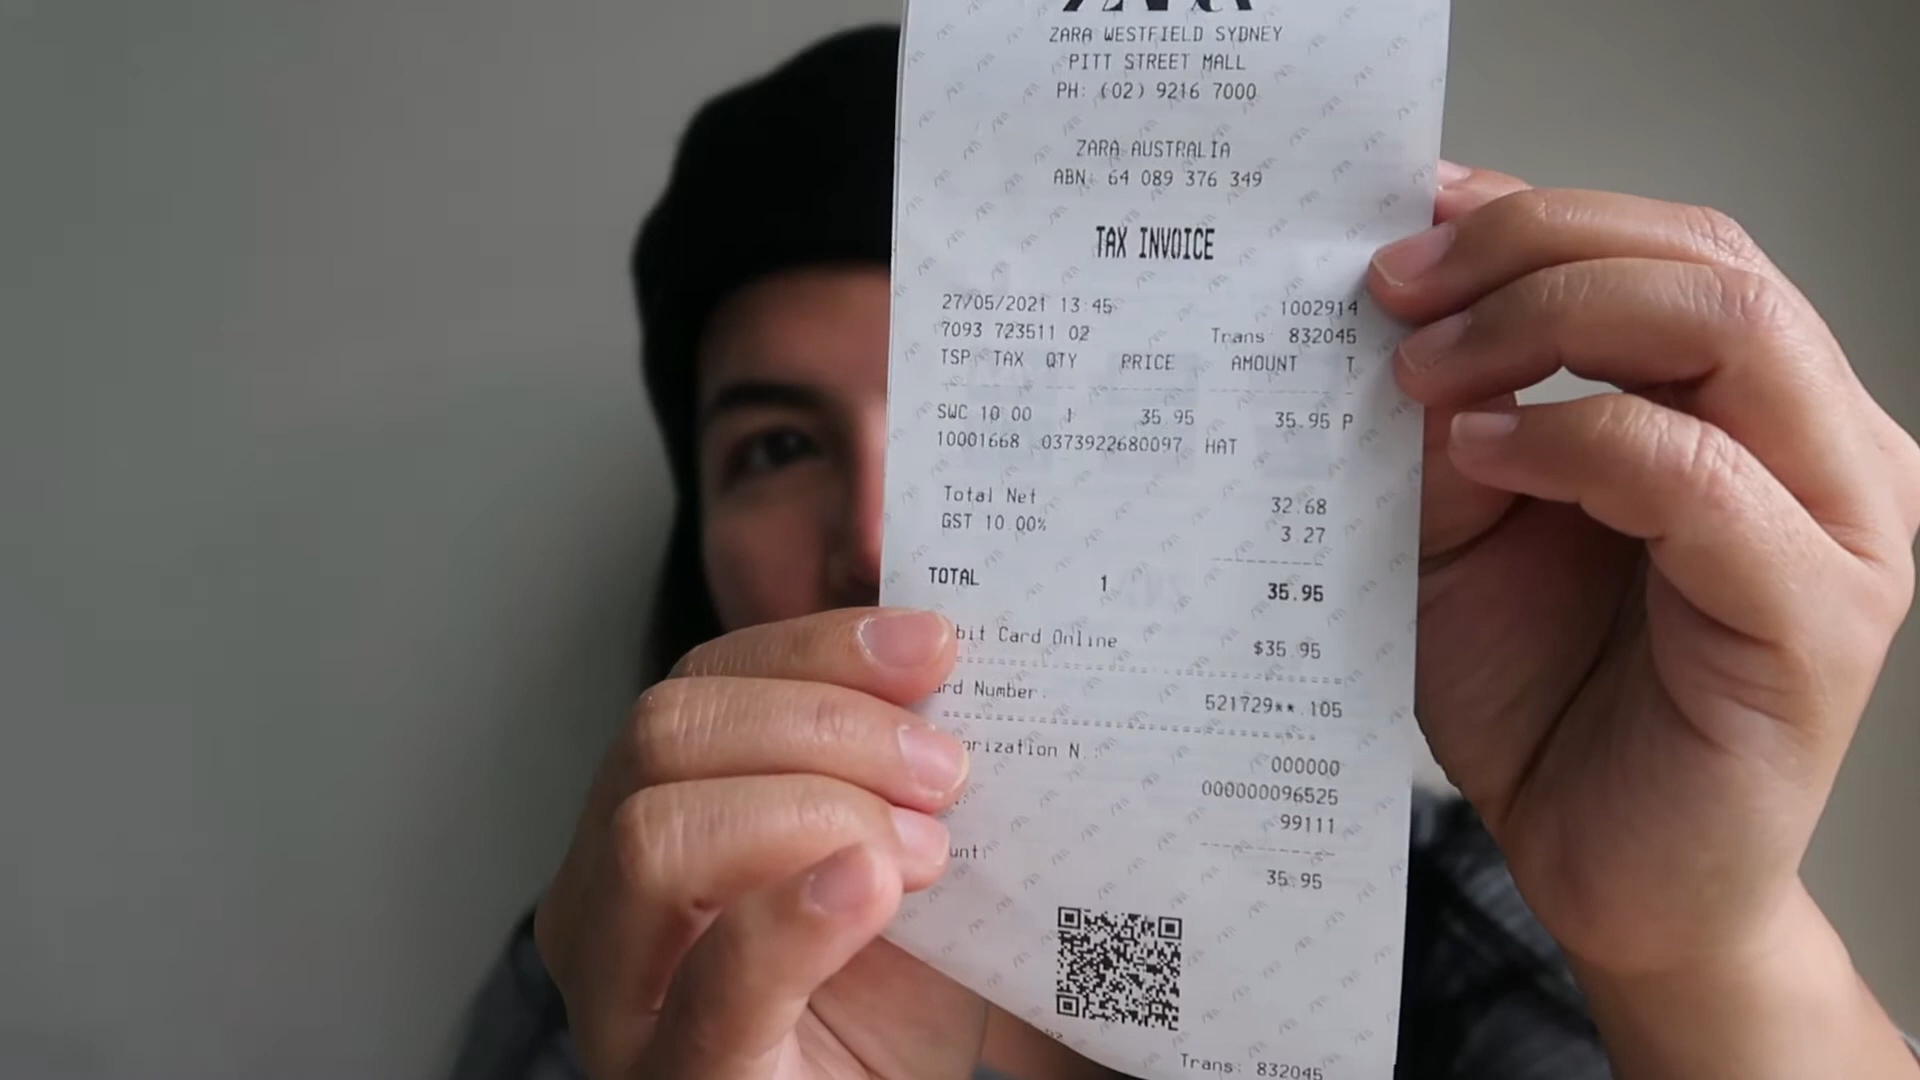 ZARA
ZARA WESTFIELD SYDNEY
PITT STREET MALL
PH: (02) 9216 7000
ZARA AUSTRALIA
ABN: 64 089 376 349
TAX INVOICE
27/05/2021 13:45 1002914
7093 723511 02 Trans: 832045
TSP TAX QTY PRICE AMOUNT T
SWC 10.00 1 35.95 35.95 P
10001668 0373922680097 HAT
Total Net 32.68
GST 10.00% 3.27
TOTAL 1 35.95
bit Card Online $35.95
ard Number: 521729**.105
orization N.: 000000
000000096525
99111
unt: 35.95
Trans: 832045